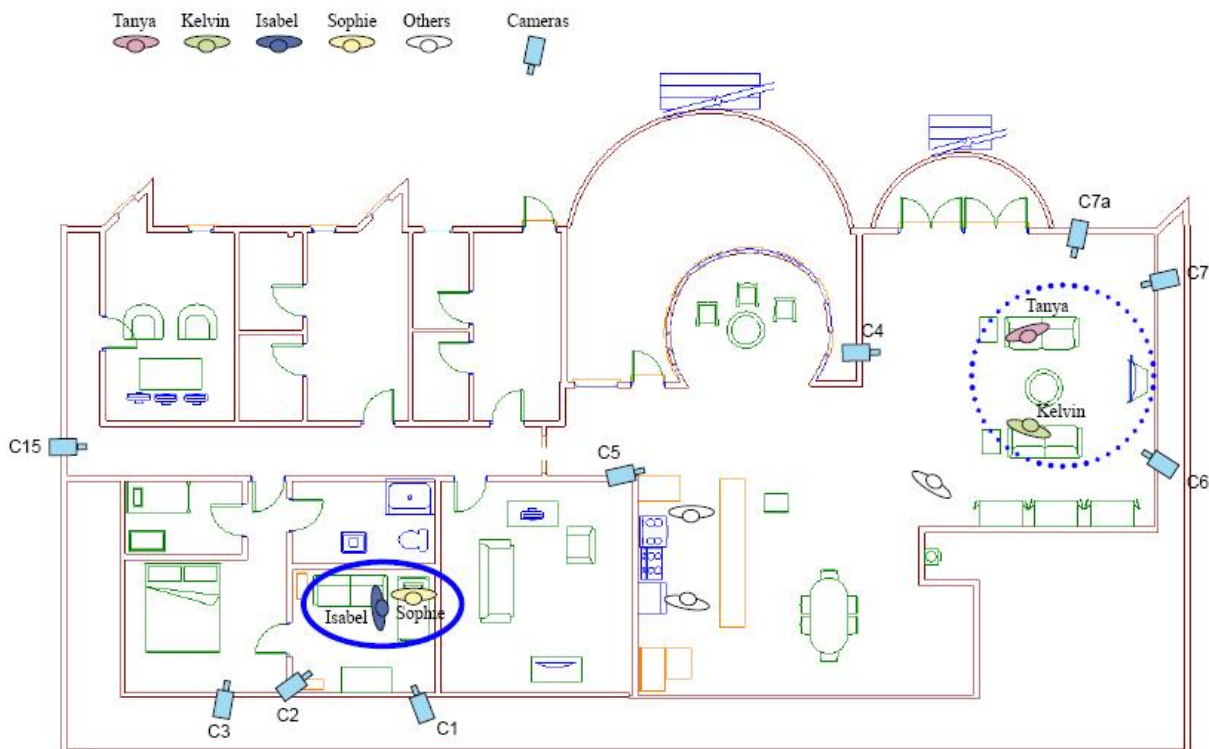 Tanya Kelvin Isabel Sophie Others Cameras
C7a
C7
Tanya
C4
Kelvin
C15
C5
C6
Isabel Sophie
C3
C2
C1